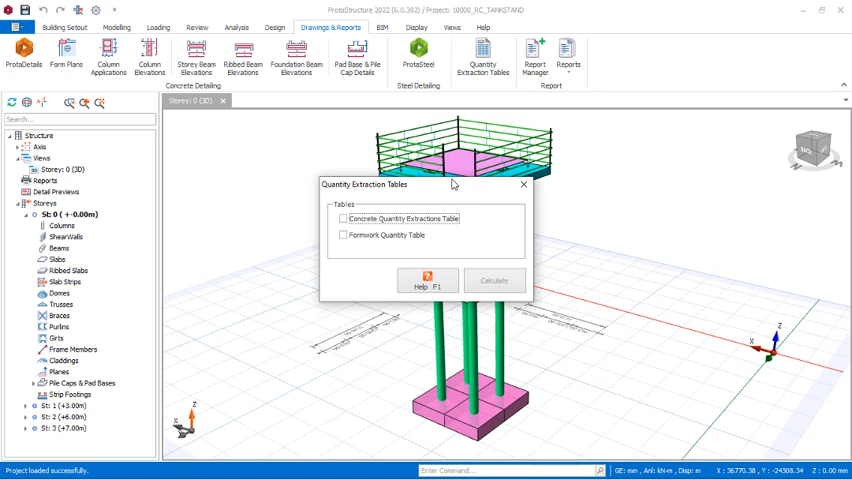 ProtaStructure 2022 (6.0.392) / Project: 10000_RC_TANKSTAND
Building Setout Modelling Loading Review Analysis Design Drawings & Reports BIM Display Views Help
ProtaDetails
Form Plans
Column Applications
Column Elevations
Storey Beam Elevations
Ribbed Beam Elevations
Foundation Beam Elevations
Pad Base & Pile Cap Details
ProtaSteel
Quantity Extraction Tables
Report Manager
Reports
Concrete Detailing
Steel Detailing
Report
Storey: 0 (3D)
Search...
Structure
Axis
Views
Storey: 0 (3D)
Reports
Detail Previews
Storeys
St: 0 ( +-0.00m)
Columns
ShearWalls
Beams
Slabs
Ribbed Slabs
Slab Strips
Domes
Trusses
Braces
Purlins
Girts
Frame Members
Claddings
Planes
Pile Caps & Pad Bases
Strip Footings
St: 1 (+3.00m)
St: 2 (+6.00m)
St: 3 (+7.00m)
Quantity Extraction Tables
Tables
Concrete Quantity Extractions Table
Formwork Quantity Table
Help F1
Calculate
Z
X
Z
X
Project loaded successfully.
Enter Command...
GE: mm, Anl: kN-m , Disp: m
X : 36770.38 , Y : -24308.34
Z : 0.00 mm